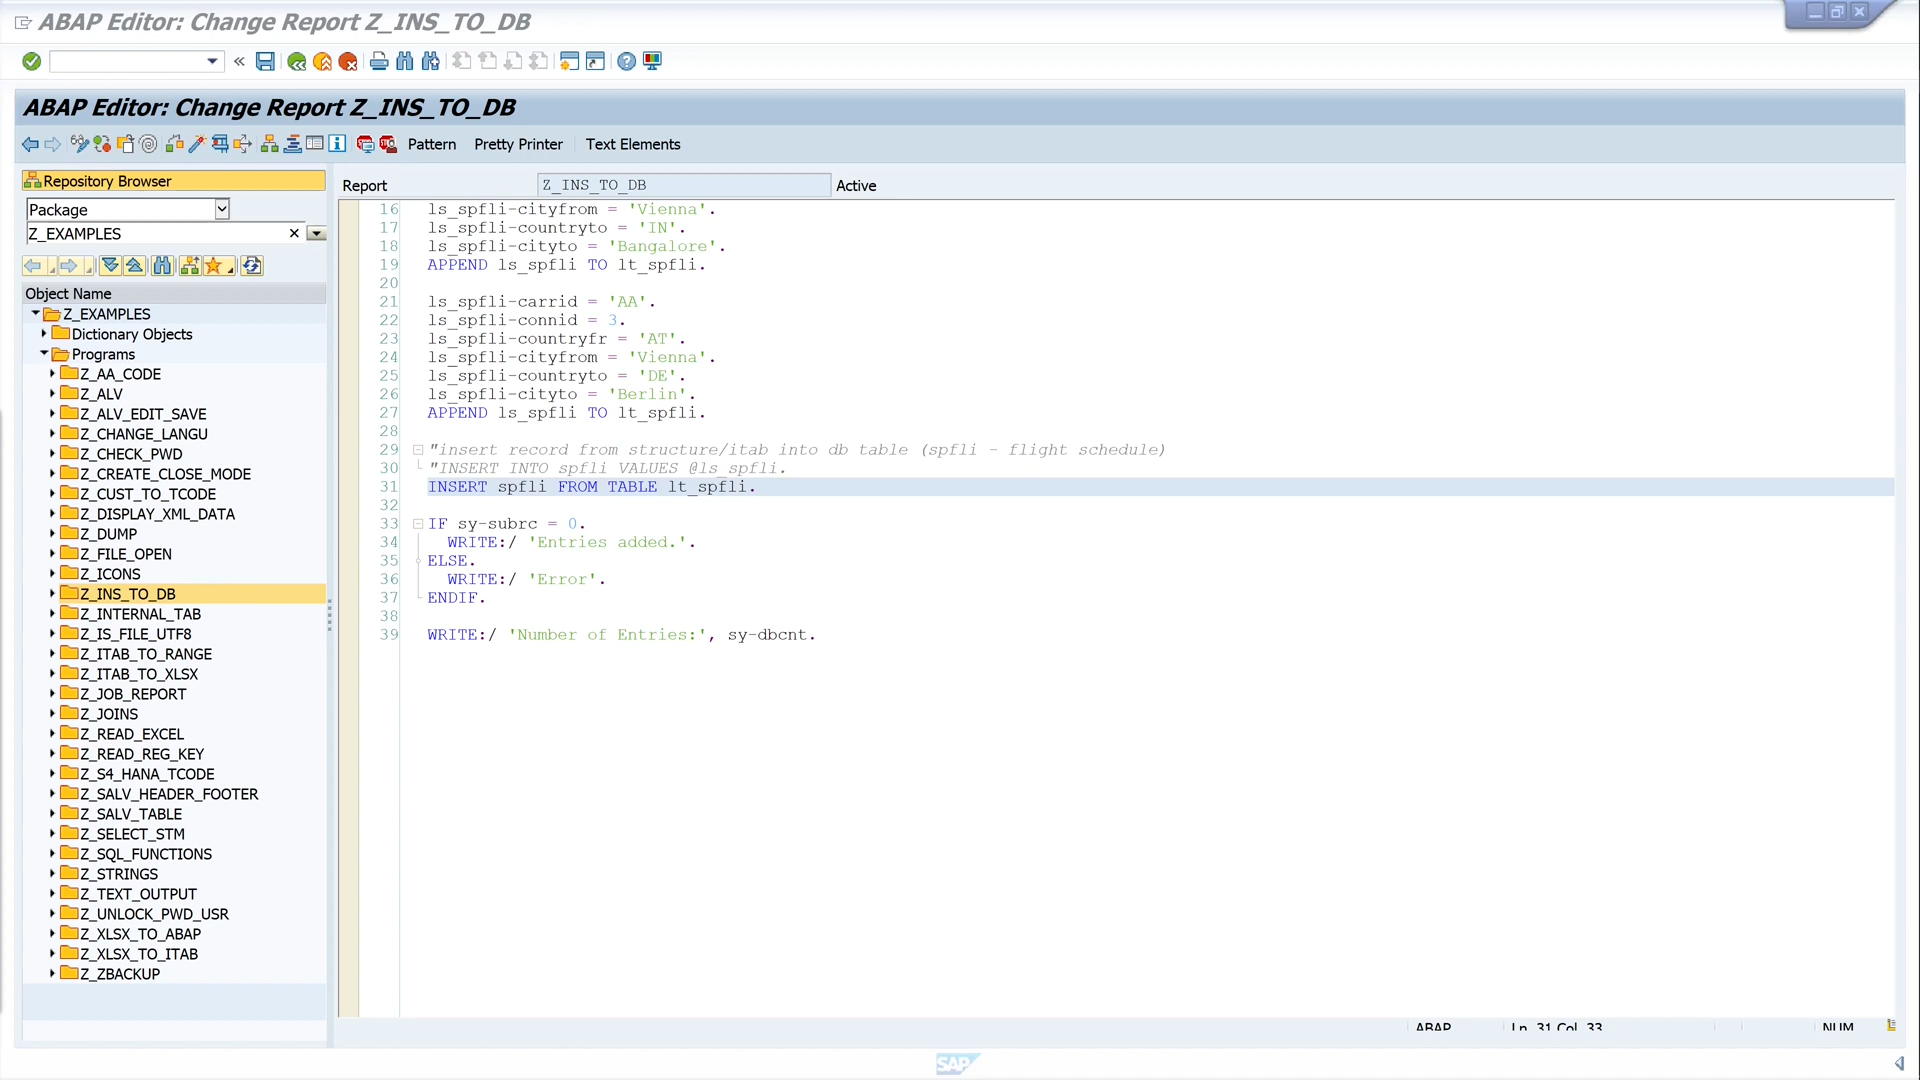 ABAP Editor: Change Report Z_INS_TO_DB
ABAP Editor: Change Report Z_INS_TO_DB
Pattern Pretty Printer Text Elements
Repository Browser
Package
Z_EXAMPLES
Object Name
Z_EXAMPLES
Dictionary Objects
Programs
Z_AA_CODE
Z_ALV
Z_ALV_EDIT_SAVE
Z_CHANGE_LANGU
Z_CHECK_PWD
Z_CREATE_CLOSE_MODE
Z_CUST_TO_TCODE
Z_DISPLAY_XML_DATA
Z_DUMP
Z_FILE_OPEN
Z_ICONS
Z_INS_TO_DB
Z_INTERNAL_TAB
Z_IS_FILE_UTF8
Z_ITAB_TO_RANGE
Z_ITAB_TO_XLSX
Z_JOB_REPORT
Z_JOINS
Z_READ_EXCEL
Z_READ_REG_KEY
Z_S4_HANA_TCODE
Z_SALV_HEADER_FOOTER
Z_SALV_TABLE
Z_SELECT_STM
Z_SQL_FUNCTIONS
Z_STRINGS
Z_TEXT_OUTPUT
Z_UNLOCK_PWD_USR
Z_XLSX_TO_ABAP
Z_XLSX_TO_ITAB
Z_ZBACKUP
Report Z_INS_TO_DB Active
16 ls_spfli-cityfrom = 'Vienna'.
17 ls_spfli-countryto = 'IN'.
18 ls_spfli-cityto = 'Bangalore'.
19 APPEND ls_spfli TO lt_spfli.
20
21 ls_spfli-carrid = 'AA'.
22 ls_spfli-connid = 3.
23 ls_spfli-countryfr = 'AT'.
24 ls_spfli-cityfrom = 'Vienna'.
25 ls_spfli-countryto = 'DE'.
26 ls_spfli-cityto = 'Berlin'.
27 APPEND ls_spfli TO lt_spfli.
28
29 "insert record from structure/itab into db table (spfli - flight schedule)
30 "INSERT INTO spfli VALUES @ls_spfli.
31 INSERT spfli FROM TABLE lt_spfli.
32
33 IF sy-subrc = 0.
34 WRITE:/ 'Entries added.'.
35 ELSE.
36 WRITE:/ 'Error'.
37 ENDIF.
38
39 WRITE:/ 'Number of Entries:', sy-dbcnt.
ABAP Ln 31 Col 33 NUM
SAP